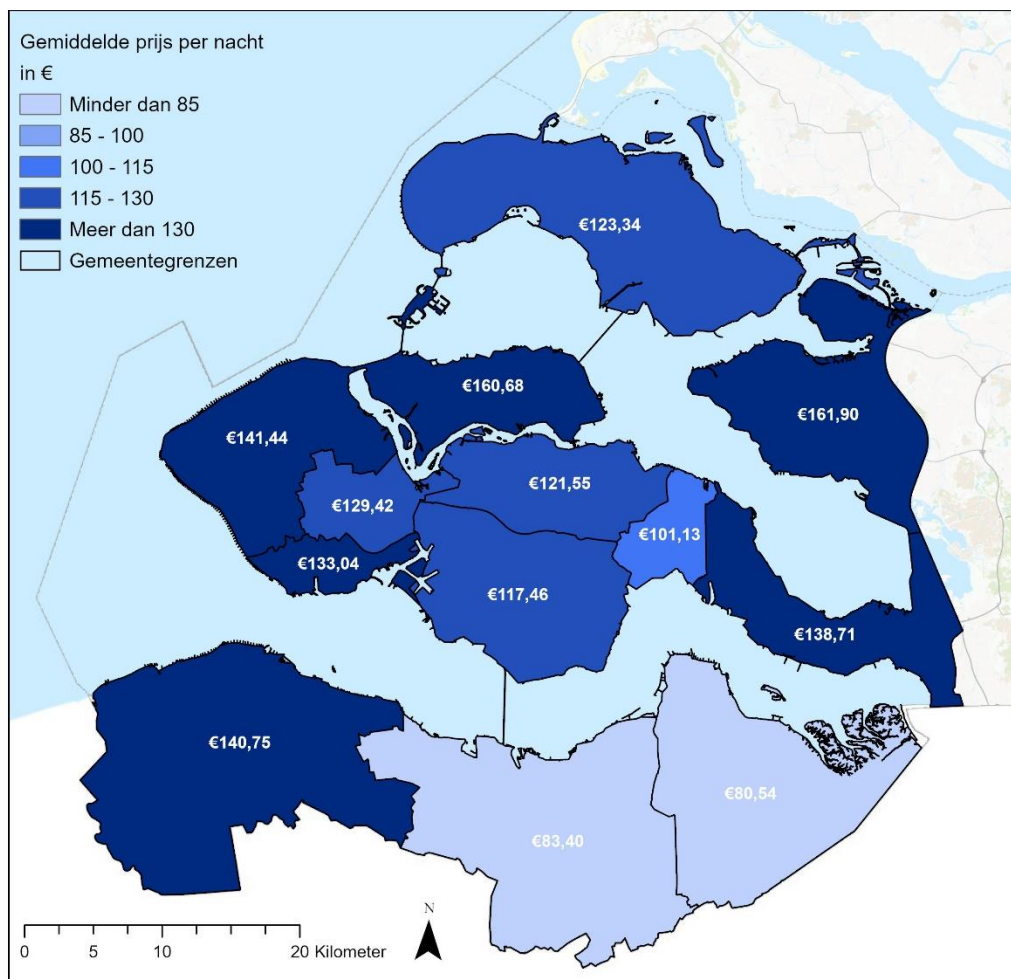 Gemiddelde prijs per nacht
in €
Minder dan 85
85 - 100
100 - 115
115 - 130
Meer dan 130
Gemeentegrenzen
€123,34
€160,68
€161,90
€141,44
€121,55
€129,42
€101,13
€133,04
€117,46
€138,71
€140,75
€80,54
€83,40
N
0 5 10 20 Kilometer